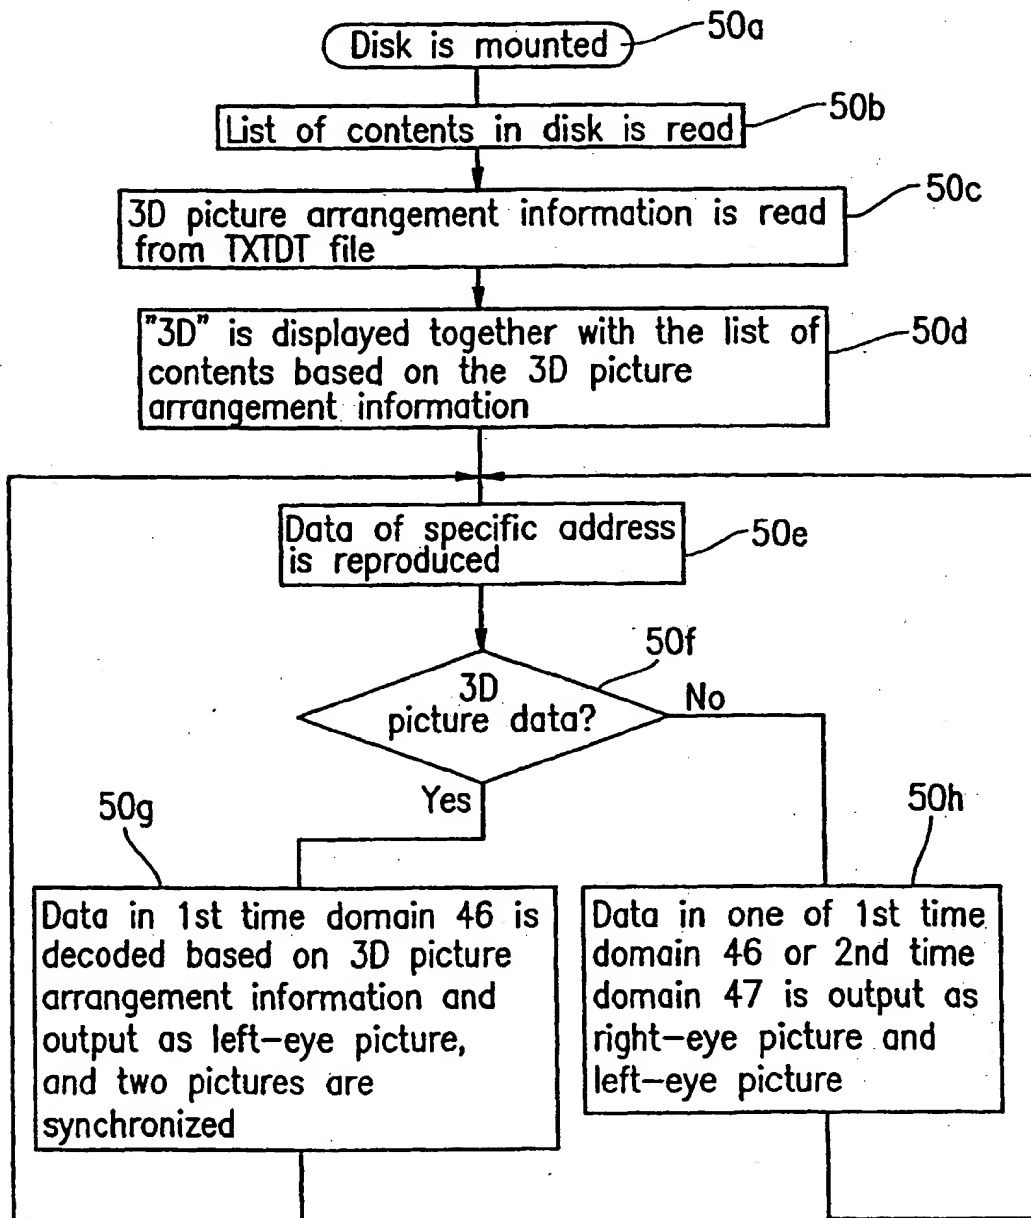 Disk is mounted
50a
List of contents in disk is read
50b
3D picture arrangement information is read
from TXTDT file
50c
"3D" is displayed together with the list of
contents based on the 3D picture
arrangement information
50d
Data of specific address
is reproduced
50e
3D
picture data?
50f
No
Yes
50g
Data in 1st time domain 46 is
decoded based on 3D picture
arrangement information and
output as left-eye picture,
and two pictures are
synchronized
50h
Data in one of 1st time
domain 46 or 2nd time
domain 47 is output as
right-eye picture and
left-eye picture